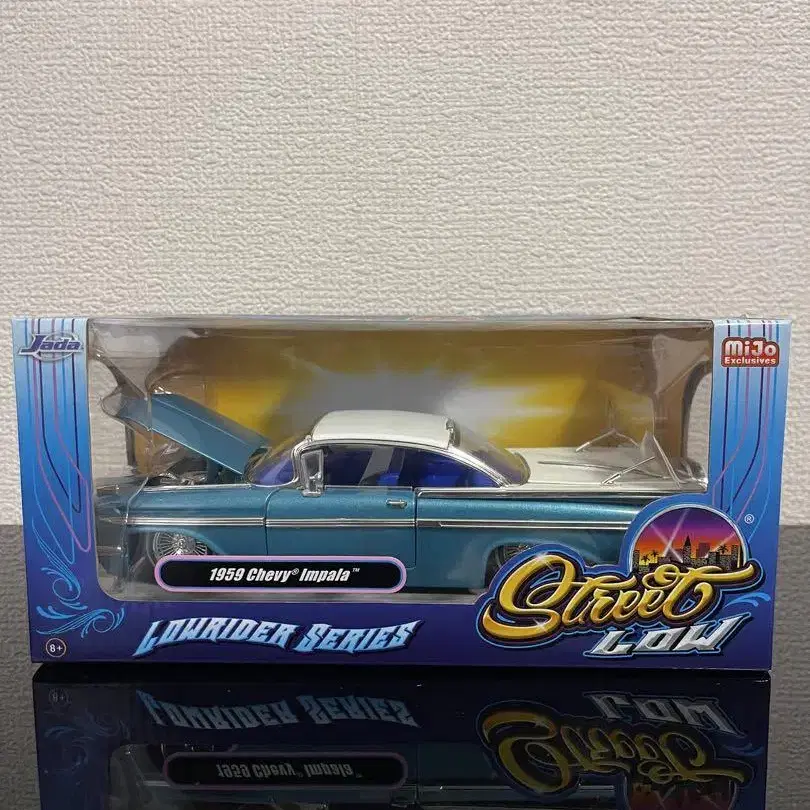 Jada
MiJo
Exclusives
1959 Chevy® Impala™
Street®
LOW
LOWRIDER SERIES
8+